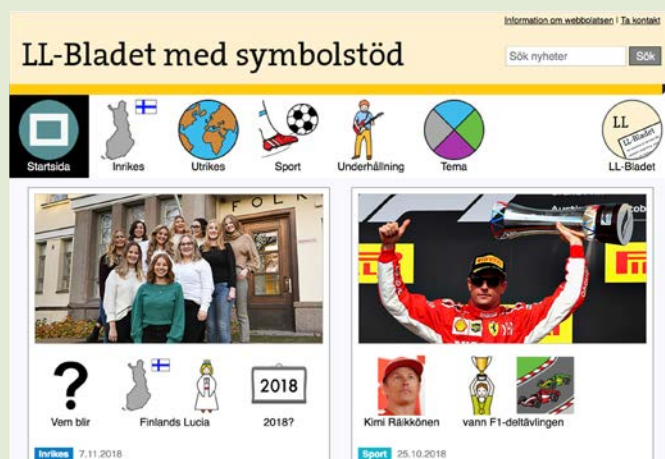 Information om webbplatsen | Ta kontakt
LL-Bladet med symbolstöd
Sök nyheter
Sök
Startsida
Inrikes
Utrikes
Sport
Underhållning
Tema
LL
LL-Bladet
LL-Bladet
FOLK
Vem blir
Finlands Lucia
2018
2018?
Inrikes 7.11.2018
Kimi Räikkönen
vann F1-deltävlingen
Sport 25.10.2018